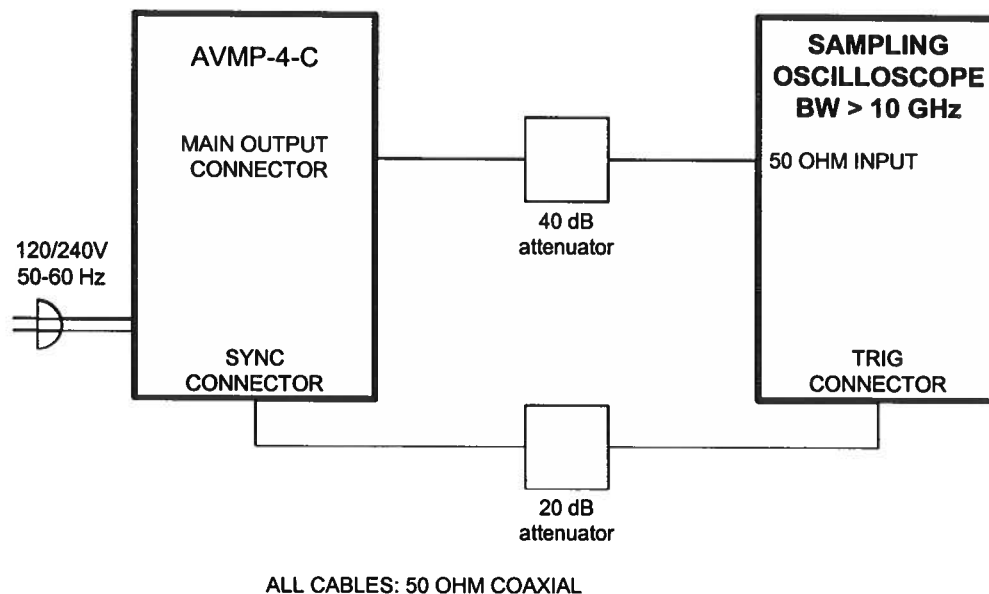 AVMP-4-C
MAIN OUTPUT
CONNECTOR
SAMPLING
OSCILLOSCOPE
BW > 10 GHz
50 OHM INPUT
40 dB
attenuator
120/240V
50-60 Hz
SYNC
CONNECTOR
TRIG
CONNECTOR
20 dB
attenuator
ALL CABLES: 50 OHM COAXIAL